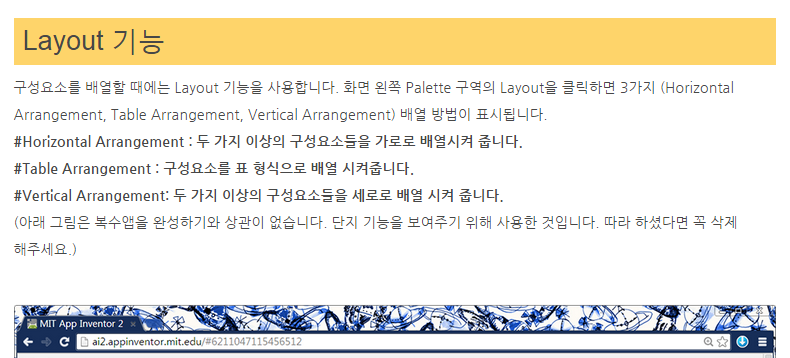 Layout 기능
구성요소를 배열할 때에는 Layout 기능을 사용합니다. 화면 왼쪽 Palette 구역의 Layout을 클릭하면 3가지 (Horizontal
Arrangement, Table Arrangement, Vertical Arrangement) 배열 방법이 표시됩니다.
#Horizontal Arrangement : 두 가지 이상의 구성요소들을 가로로 배열시켜 줍니다.
#Table Arrangement : 구성요소를 표 형식으로 배열 시켜줍니다.
#Vertical Arrangement: 두 가지 이상의 구성요소들을 세로로 배열 시켜 줍니다.
(아래 그림은 복수앱을 완성하기와 상관이 없습니다. 단지 기능을 보여주기 위해 사용한 것입니다. 따라 하셨다면 꼭 삭제
해주세요.)
MIT App Inventor 2
ai2.appinventor.mit.edu/#6211047115456512